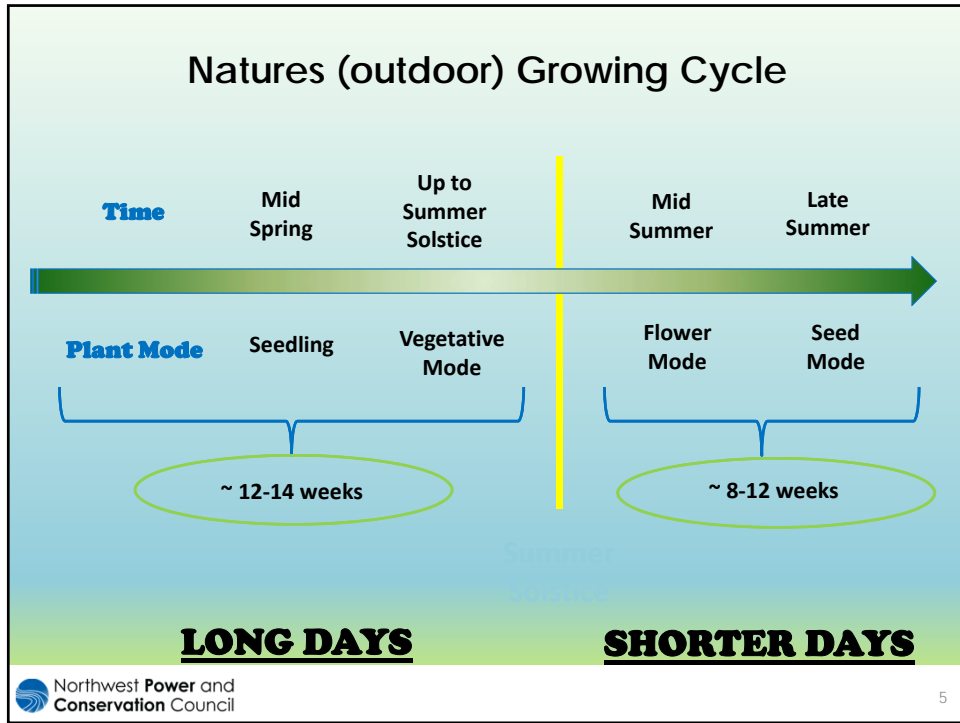 Natures (outdoor) Growing Cycle
Time
Mid
Spring
Up to
Summer
Solstice
Mid
Summer
Late
Summer
Plant Mode
Seedling
Vegetative
Mode
Flower
Mode
Seed
Mode
~ 12-14 weeks
~ 8-12 weeks
Summer
Solstice
LONG DAYS
SHORTER DAYS
Northwest Power and
Conservation Council
5